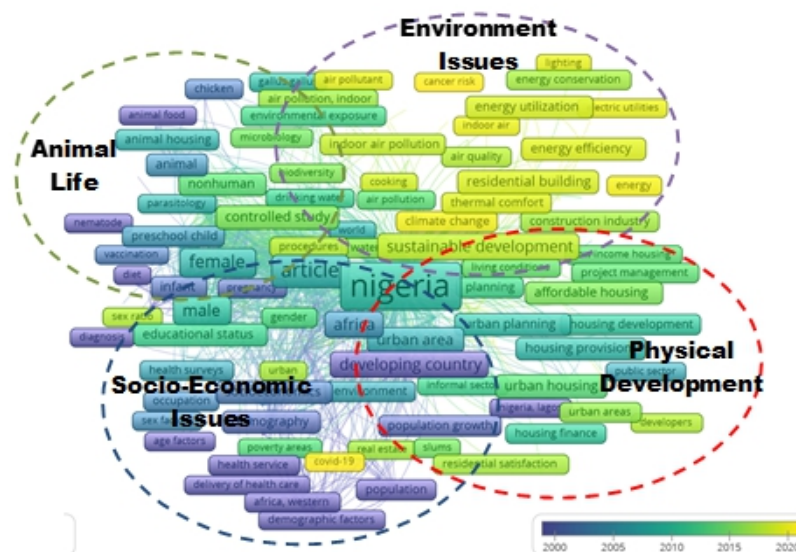 Environment
Issues
lighting
chicken
air pollutant
cancer risk
energy conservation
air pollution, indoor
energy utilization
animal food
environmental exposure
indoor air
animal housing
microbiology
indoor air pollution
energy efficiency
Animal
Life
animal
air quality
biodiversity
nonhuman
cooking
residential building
energy
parasitology
drinking water
air pollution
thermal comfort
controlled study
nematode
climate change
construction industry
world
preschool child
procedures
water
sustainable development
vaccination
income housing
female
article
living conditions
project management
diet
infant
pregnancy
nigeria
planning
affordable housing
male
sex ratio
gender
africa
urban planning
housing development
diagnosis
educational status
urban area
housing provision
Physical
Development
developing country
health surveys
urban
public sector
Socio-Economic
Issues
environment
informal sector
urban housing
occupation
nigeria, lagos
urban areas
population growth
developers
age factors
housing finance
poverty areas
real estate
slums
health service
covid-19
residential satisfaction
delivery of health care
population
africa, western
demographic factors
2000 2005 2010 2015 2020